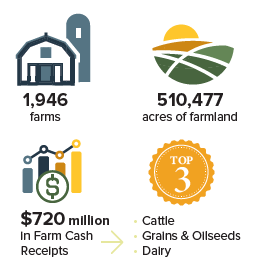 1,946
farms
510,477
acres of farmland
$
TOP
3
$720 million
in Farm Cash
Receipts
· Cattle
· Grains & Oilseeds
· Dairy